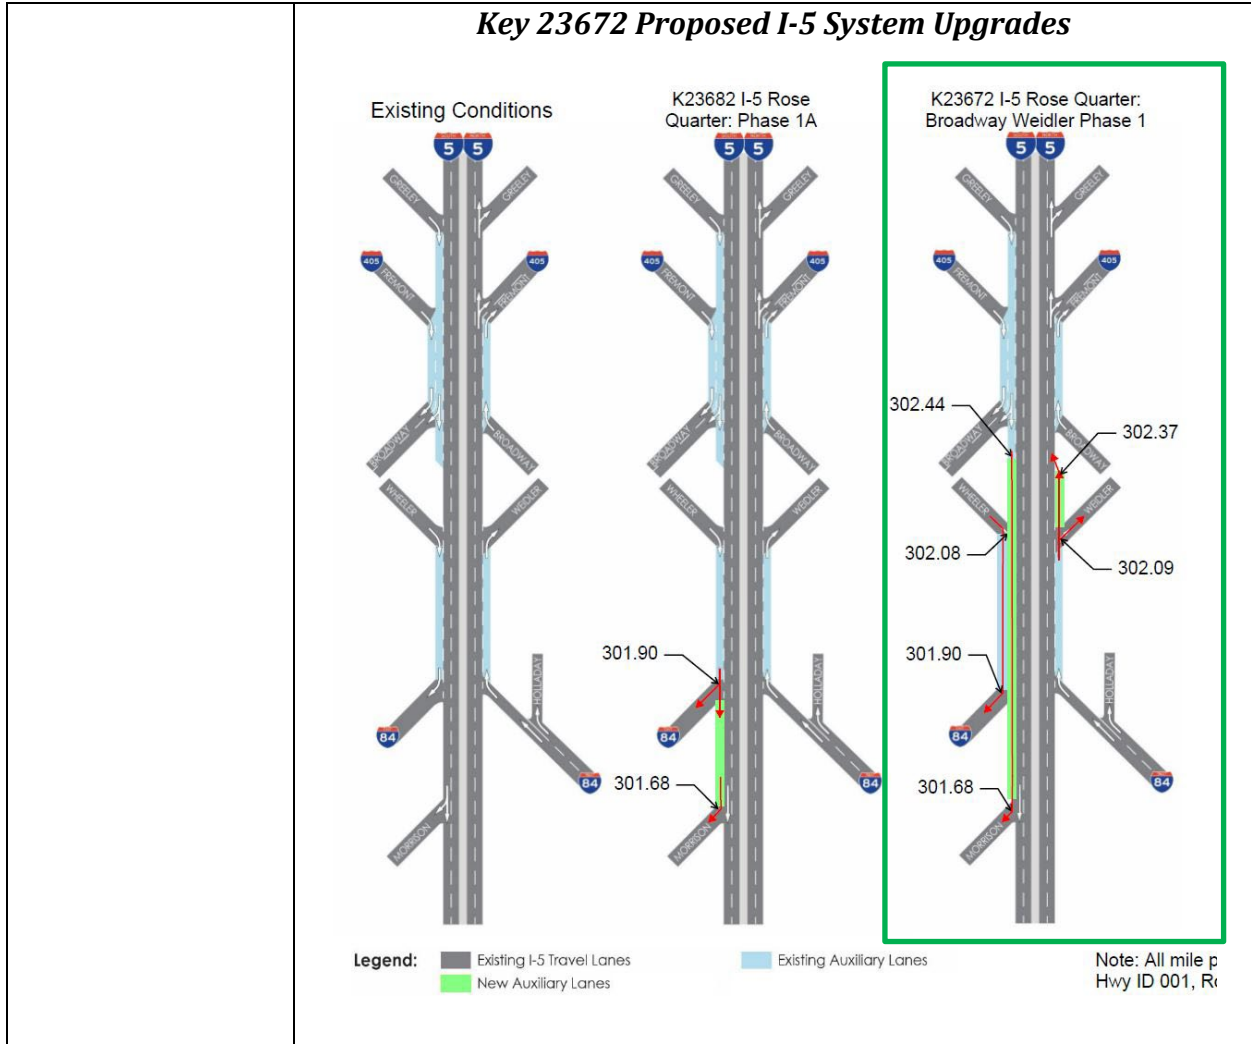 Key 23672 Proposed I-5 System Upgrades
Existing Conditions
K23682 I-5 Rose
Quarter: Phase 1A
K23672 I-5 Rose Quarter:
Broadway Weidler Phase 1
5 5
5 5
5 5
GREELEY
GREELEY
GREELEY
GREELEY
GREELEY
GREELEY
405
405
405
405
405
405
FREMONT
FREMONT
FREMONT
FREMONT
FREMONT
FREMONT
302.44
302.37
BROADWAY
BROADWAY
BROADWAY
BROADWAY
BROADWAY
BROADWAY
WHEELER
WEIDLER
WHEELER
WEIDLER
WHEELER
WEIDLER
302.08
302.09
301.90
301.90
HOLLADAY
HOLLADAY
HOLLADAY
84
84
84
84
84
84
301.68
301.68
MORRISON
MORRISON
MORRISON
Legend:
Existing I-5 Travel Lanes
Existing Auxiliary Lanes
New Auxiliary Lanes
Note: All mile p
Hwy ID 001, R